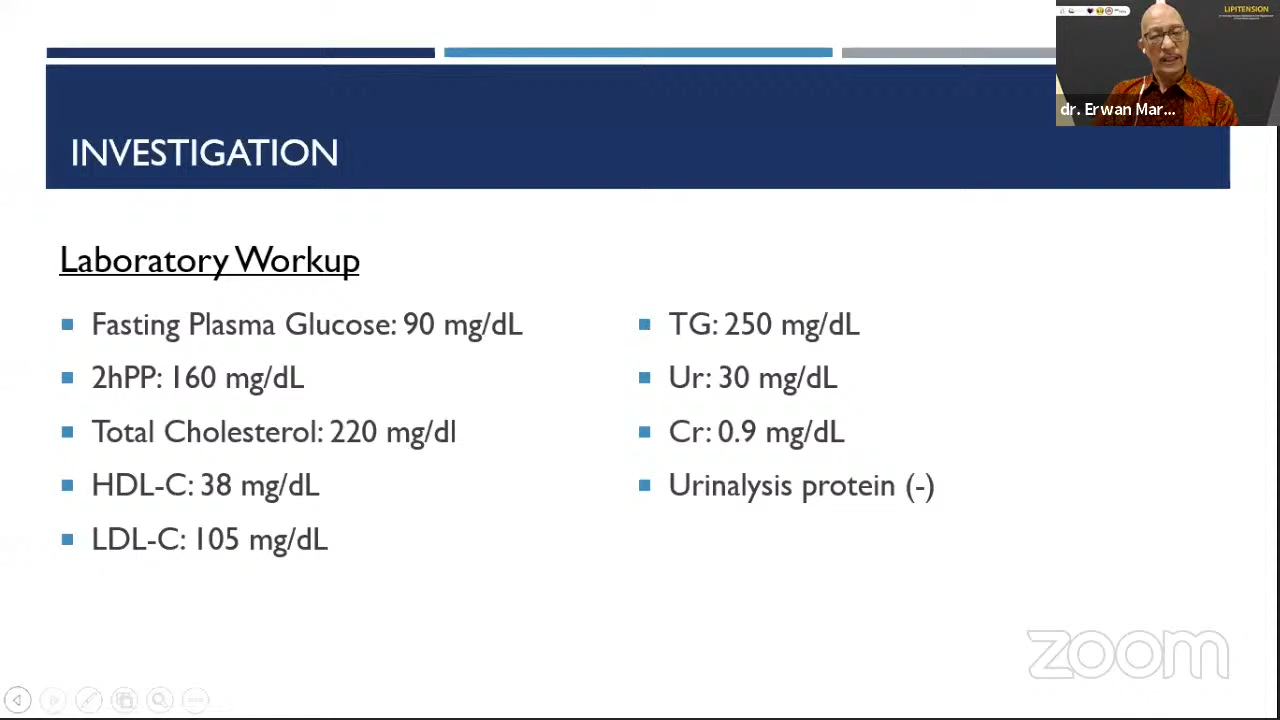 LIPITENSION
dr. Erwan Mar...
INVESTIGATION
Laboratory Workup
Fasting Plasma Glucose: 90 mg/dL
2hPP: 160 mg/dL
Total Cholesterol: 220 mg/dl
HDL-C: 38 mg/dL
LDL-C: 105 mg/dL
TG: 250 mg/dL
Ur: 30 mg/dL
Cr: 0.9 mg/dL
Urinalysis protein (-)
zoom